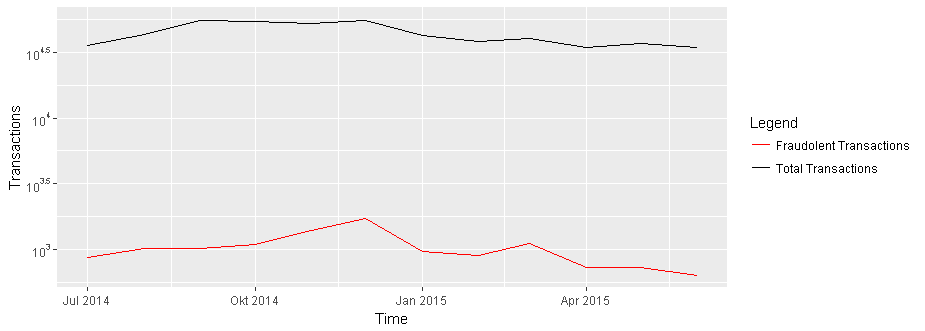 Transactions
10^4.5
10^4
10^3.5
10^3
Jul 2014
Okt 2014
Jan 2015
Apr 2015
Time
Legend
Fraudolent Transactions
Total Transactions